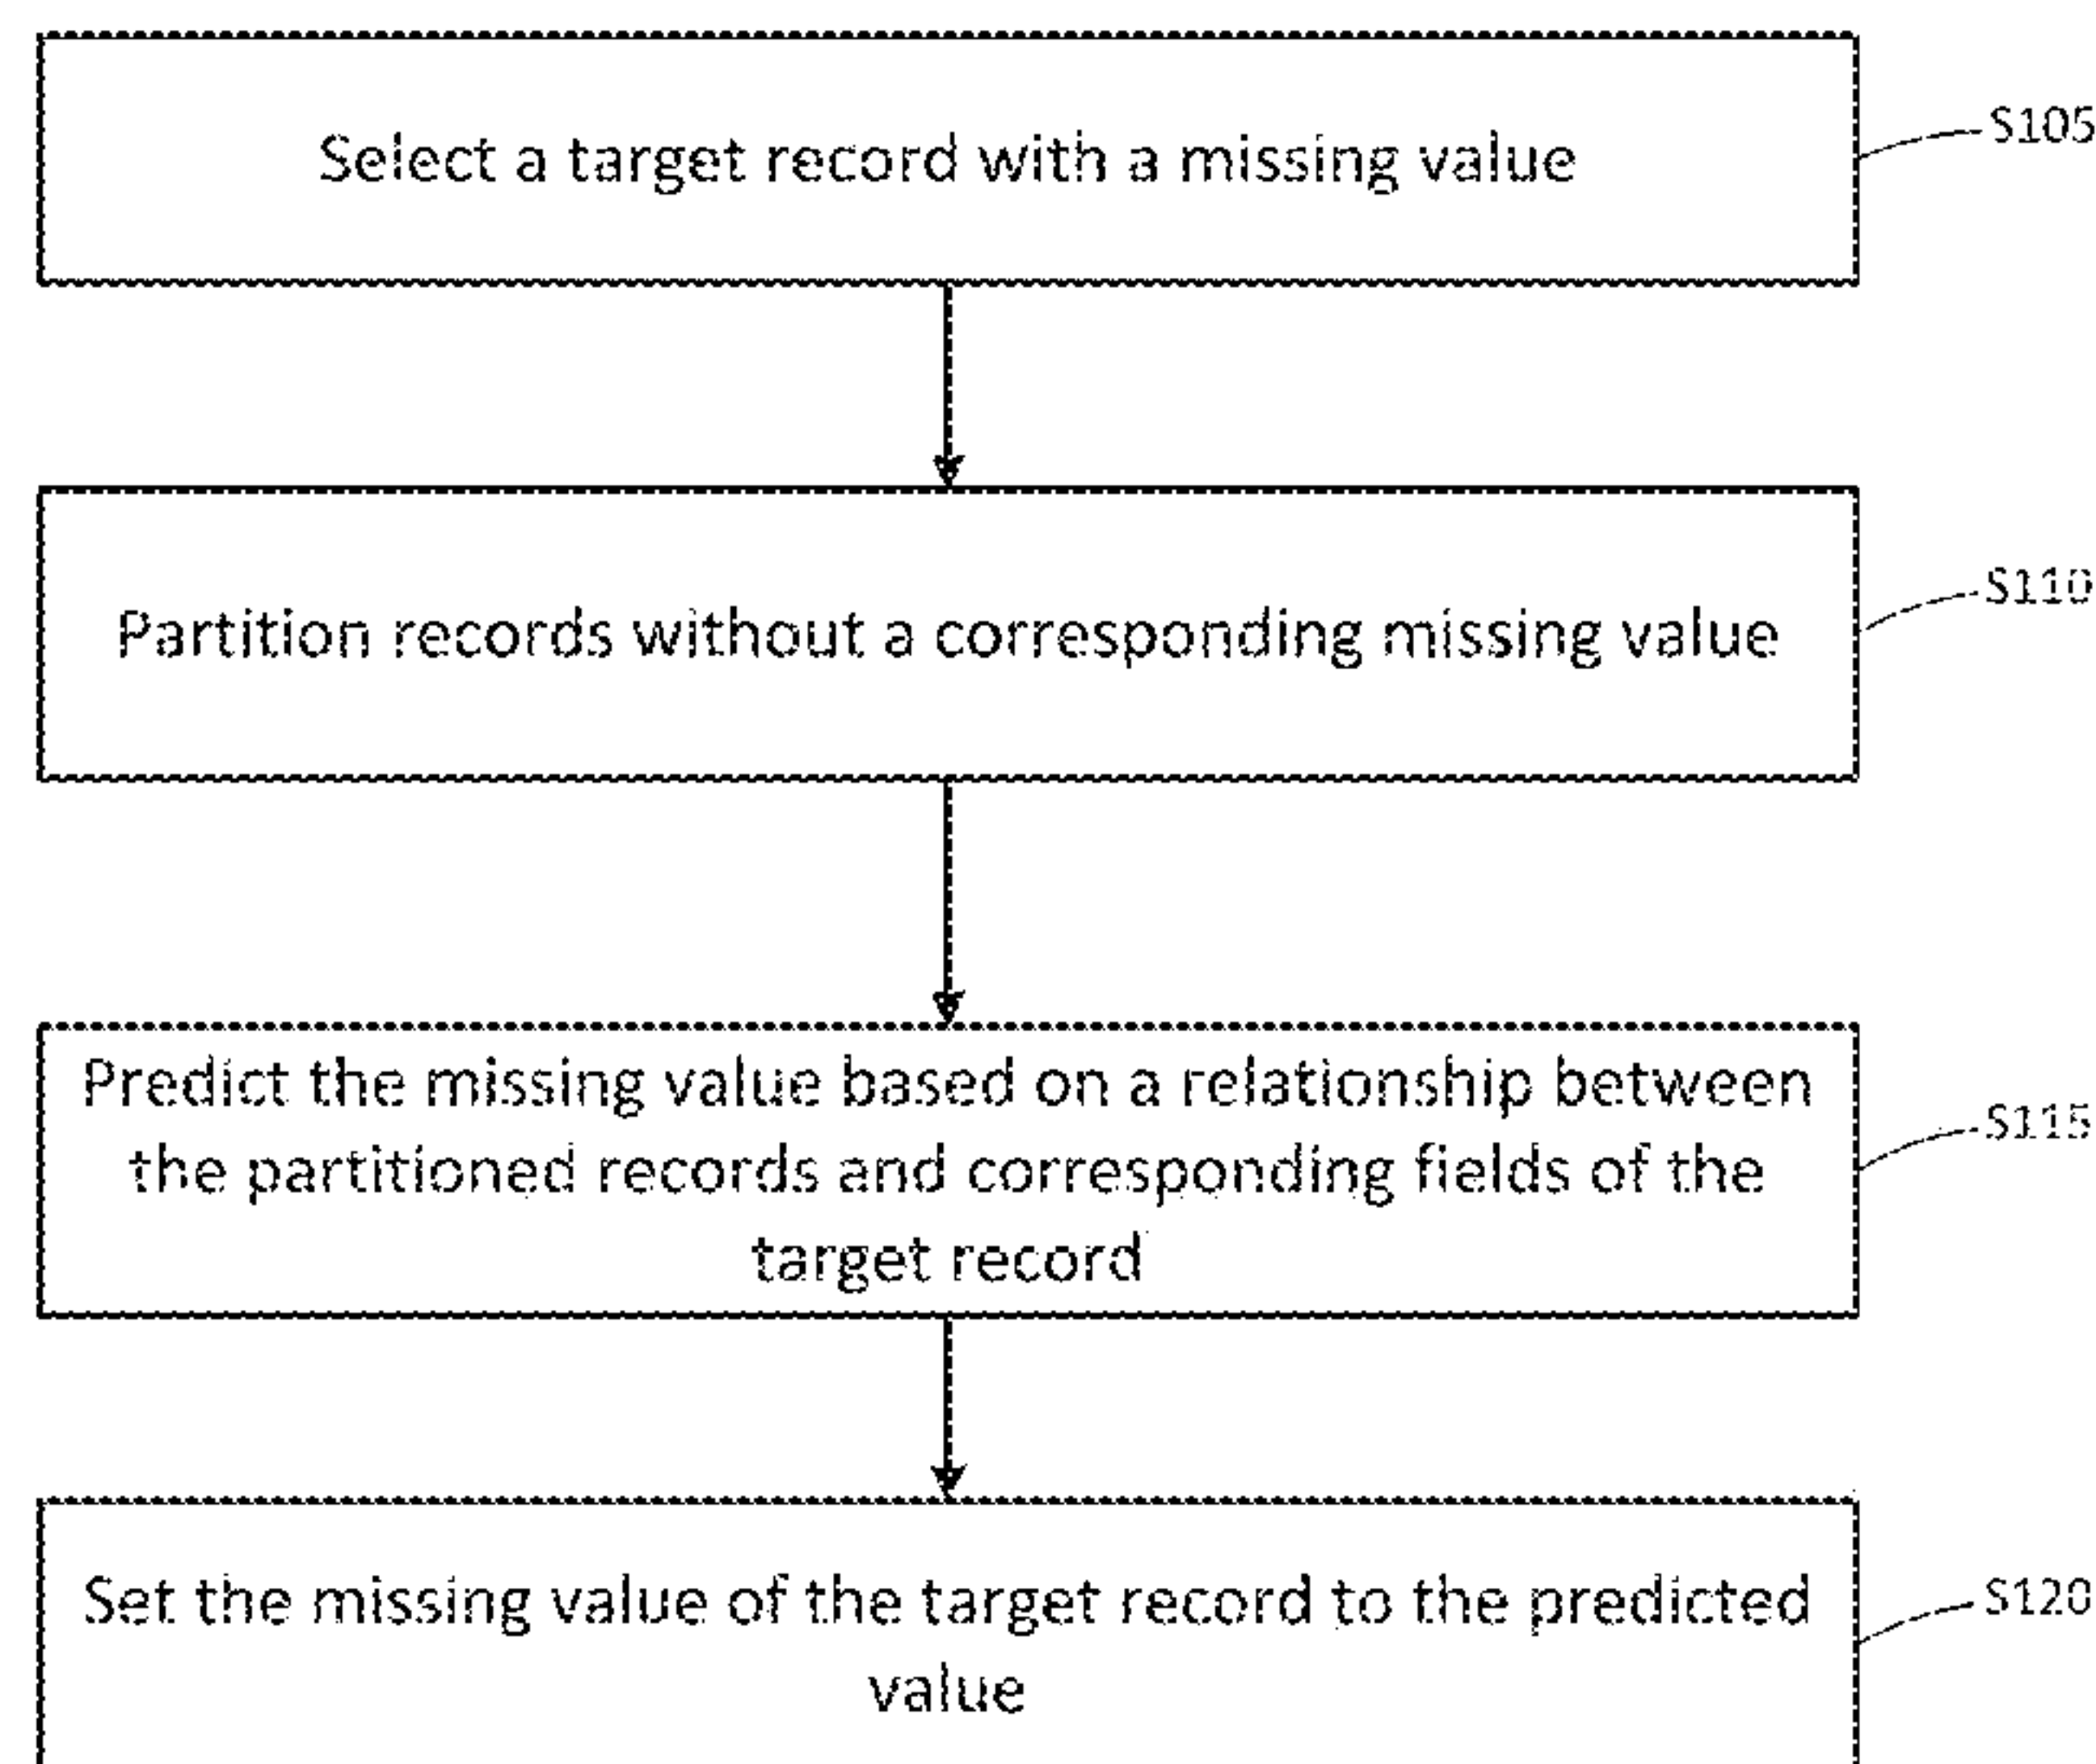 Select a target record with a missing value
S105
Partition records without a corresponding missing value
S110
Predict the missing value based on a relationship between
the partitioned records and corresponding fields of the
target record
S115
Set the missing value of the target record to the predicted
value
S120